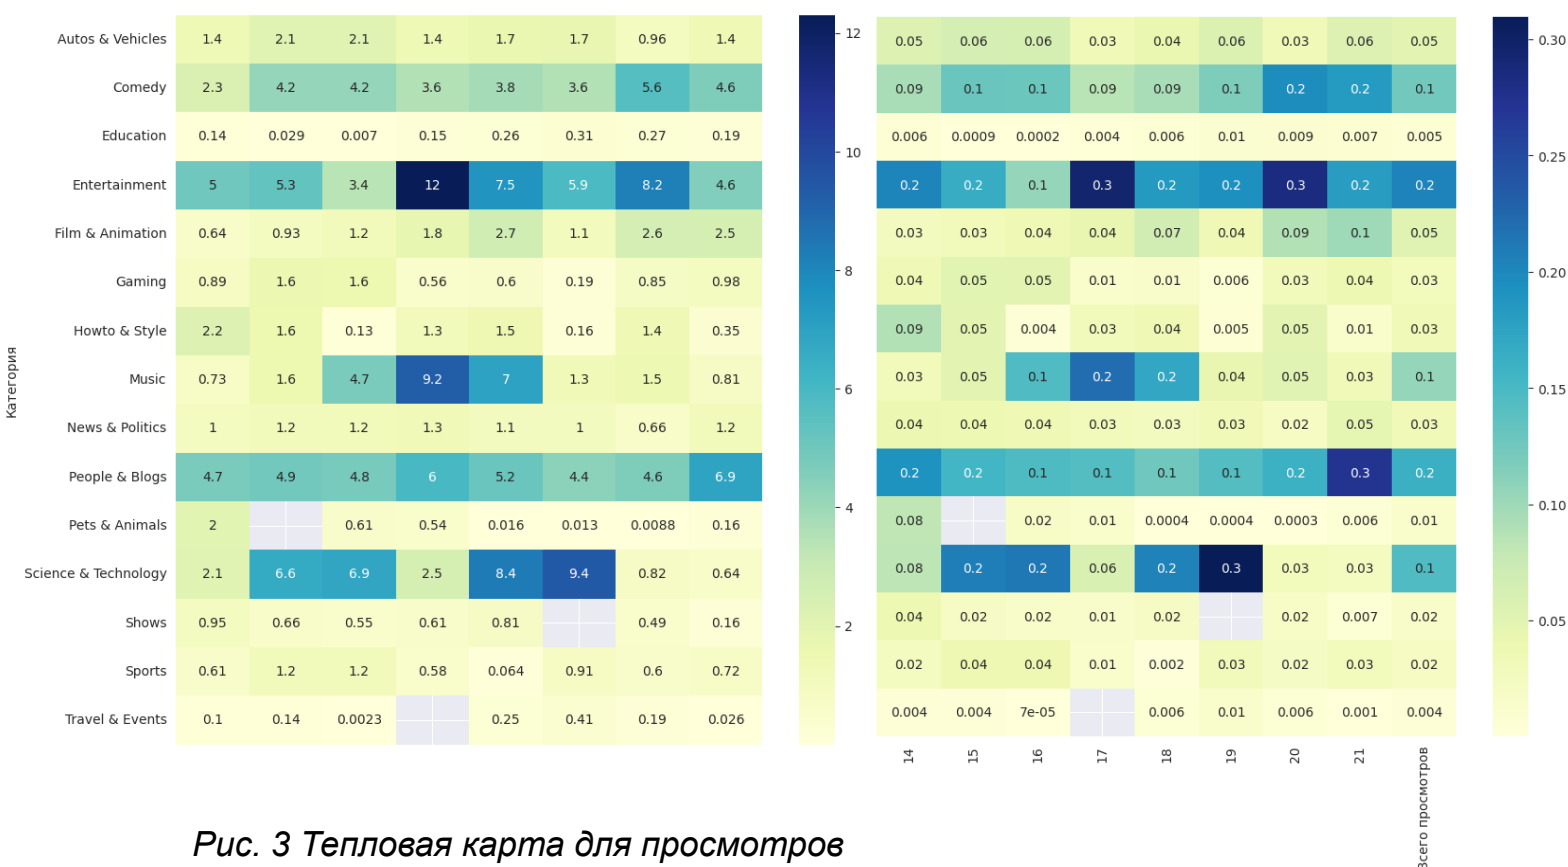 Autos & Vehicles 1.4 2.1 2.1 1.4 1.7 1.7 0.96 1.4 12 0.05 0.06 0.06 0.03 0.04 0.06 0.03 0.06 0.05 0.30
Comedy 2.3 4.2 4.2 3.6 3.8 3.6 5.6 4.6 0.09 0.1 0.1 0.09 0.09 0.1 0.2 0.2 0.1
Education 0.14 0.029 0.007 0.15 0.26 0.31 0.27 0.19 10 0.006 0.0009 0.0002 0.004 0.006 0.01 0.009 0.007 0.005 0.25
Entertainment 5 5.3 3.4 12 7.5 5.9 8.2 4.6 0.2 0.2 0.1 0.3 0.2 0.2 0.3 0.2 0.2
Film & Animation 0.64 0.93 1.2 1.8 2.7 1.1 2.6 2.5 8 0.03 0.03 0.04 0.04 0.07 0.04 0.09 0.1 0.05 0.20
Gaming 0.89 1.6 1.6 0.56 0.6 0.19 0.85 0.98 0.04 0.05 0.05 0.01 0.01 0.006 0.03 0.04 0.03
Howto & Style 2.2 1.6 0.13 1.3 1.5 0.16 1.4 0.35 0.09 0.05 0.004 0.03 0.04 0.005 0.05 0.01 0.03
Категория
Music 0.73 1.6 4.7 9.2 7 1.3 1.5 0.81 6 0.03 0.05 0.1 0.2 0.2 0.04 0.05 0.03 0.1 0.15
News & Politics 1 1.2 1.2 1.3 1.1 1 0.66 1.2 0.04 0.04 0.04 0.03 0.03 0.03 0.02 0.05 0.03
People & Blogs 4.7 4.9 4.8 6 5.2 4.4 4.6 6.9 4 0.2 0.2 0.1 0.1 0.1 0.1 0.2 0.3 0.2 0.10
Pets & Animals 2 0.61 0.54 0.016 0.013 0.0088 0.16 0.08 0.02 0.01 0.0004 0.0004 0.0003 0.006 0.01
Science & Technology 2.1 6.6 6.9 2.5 8.4 9.4 0.82 0.64 0.08 0.2 0.2 0.06 0.2 0.3 0.03 0.03 0.1
Shows 0.95 0.66 0.55 0.61 0.81 0.49 0.16 2 0.04 0.02 0.02 0.01 0.02 0.02 0.007 0.02 0.05
Sports 0.61 1.2 1.2 0.58 0.064 0.91 0.6 0.72 0.02 0.04 0.04 0.01 0.002 0.03 0.02 0.03 0.02
Travel & Events 0.1 0.14 0.0023 0.25 0.41 0.19 0.026 0.004 0.004 7e-05 0.006 0.01 0.006 0.001 0.004
14 15 16 17 18 19 20 21 Всего просмотров
Рис. 3 Тепловая карта для просмотров